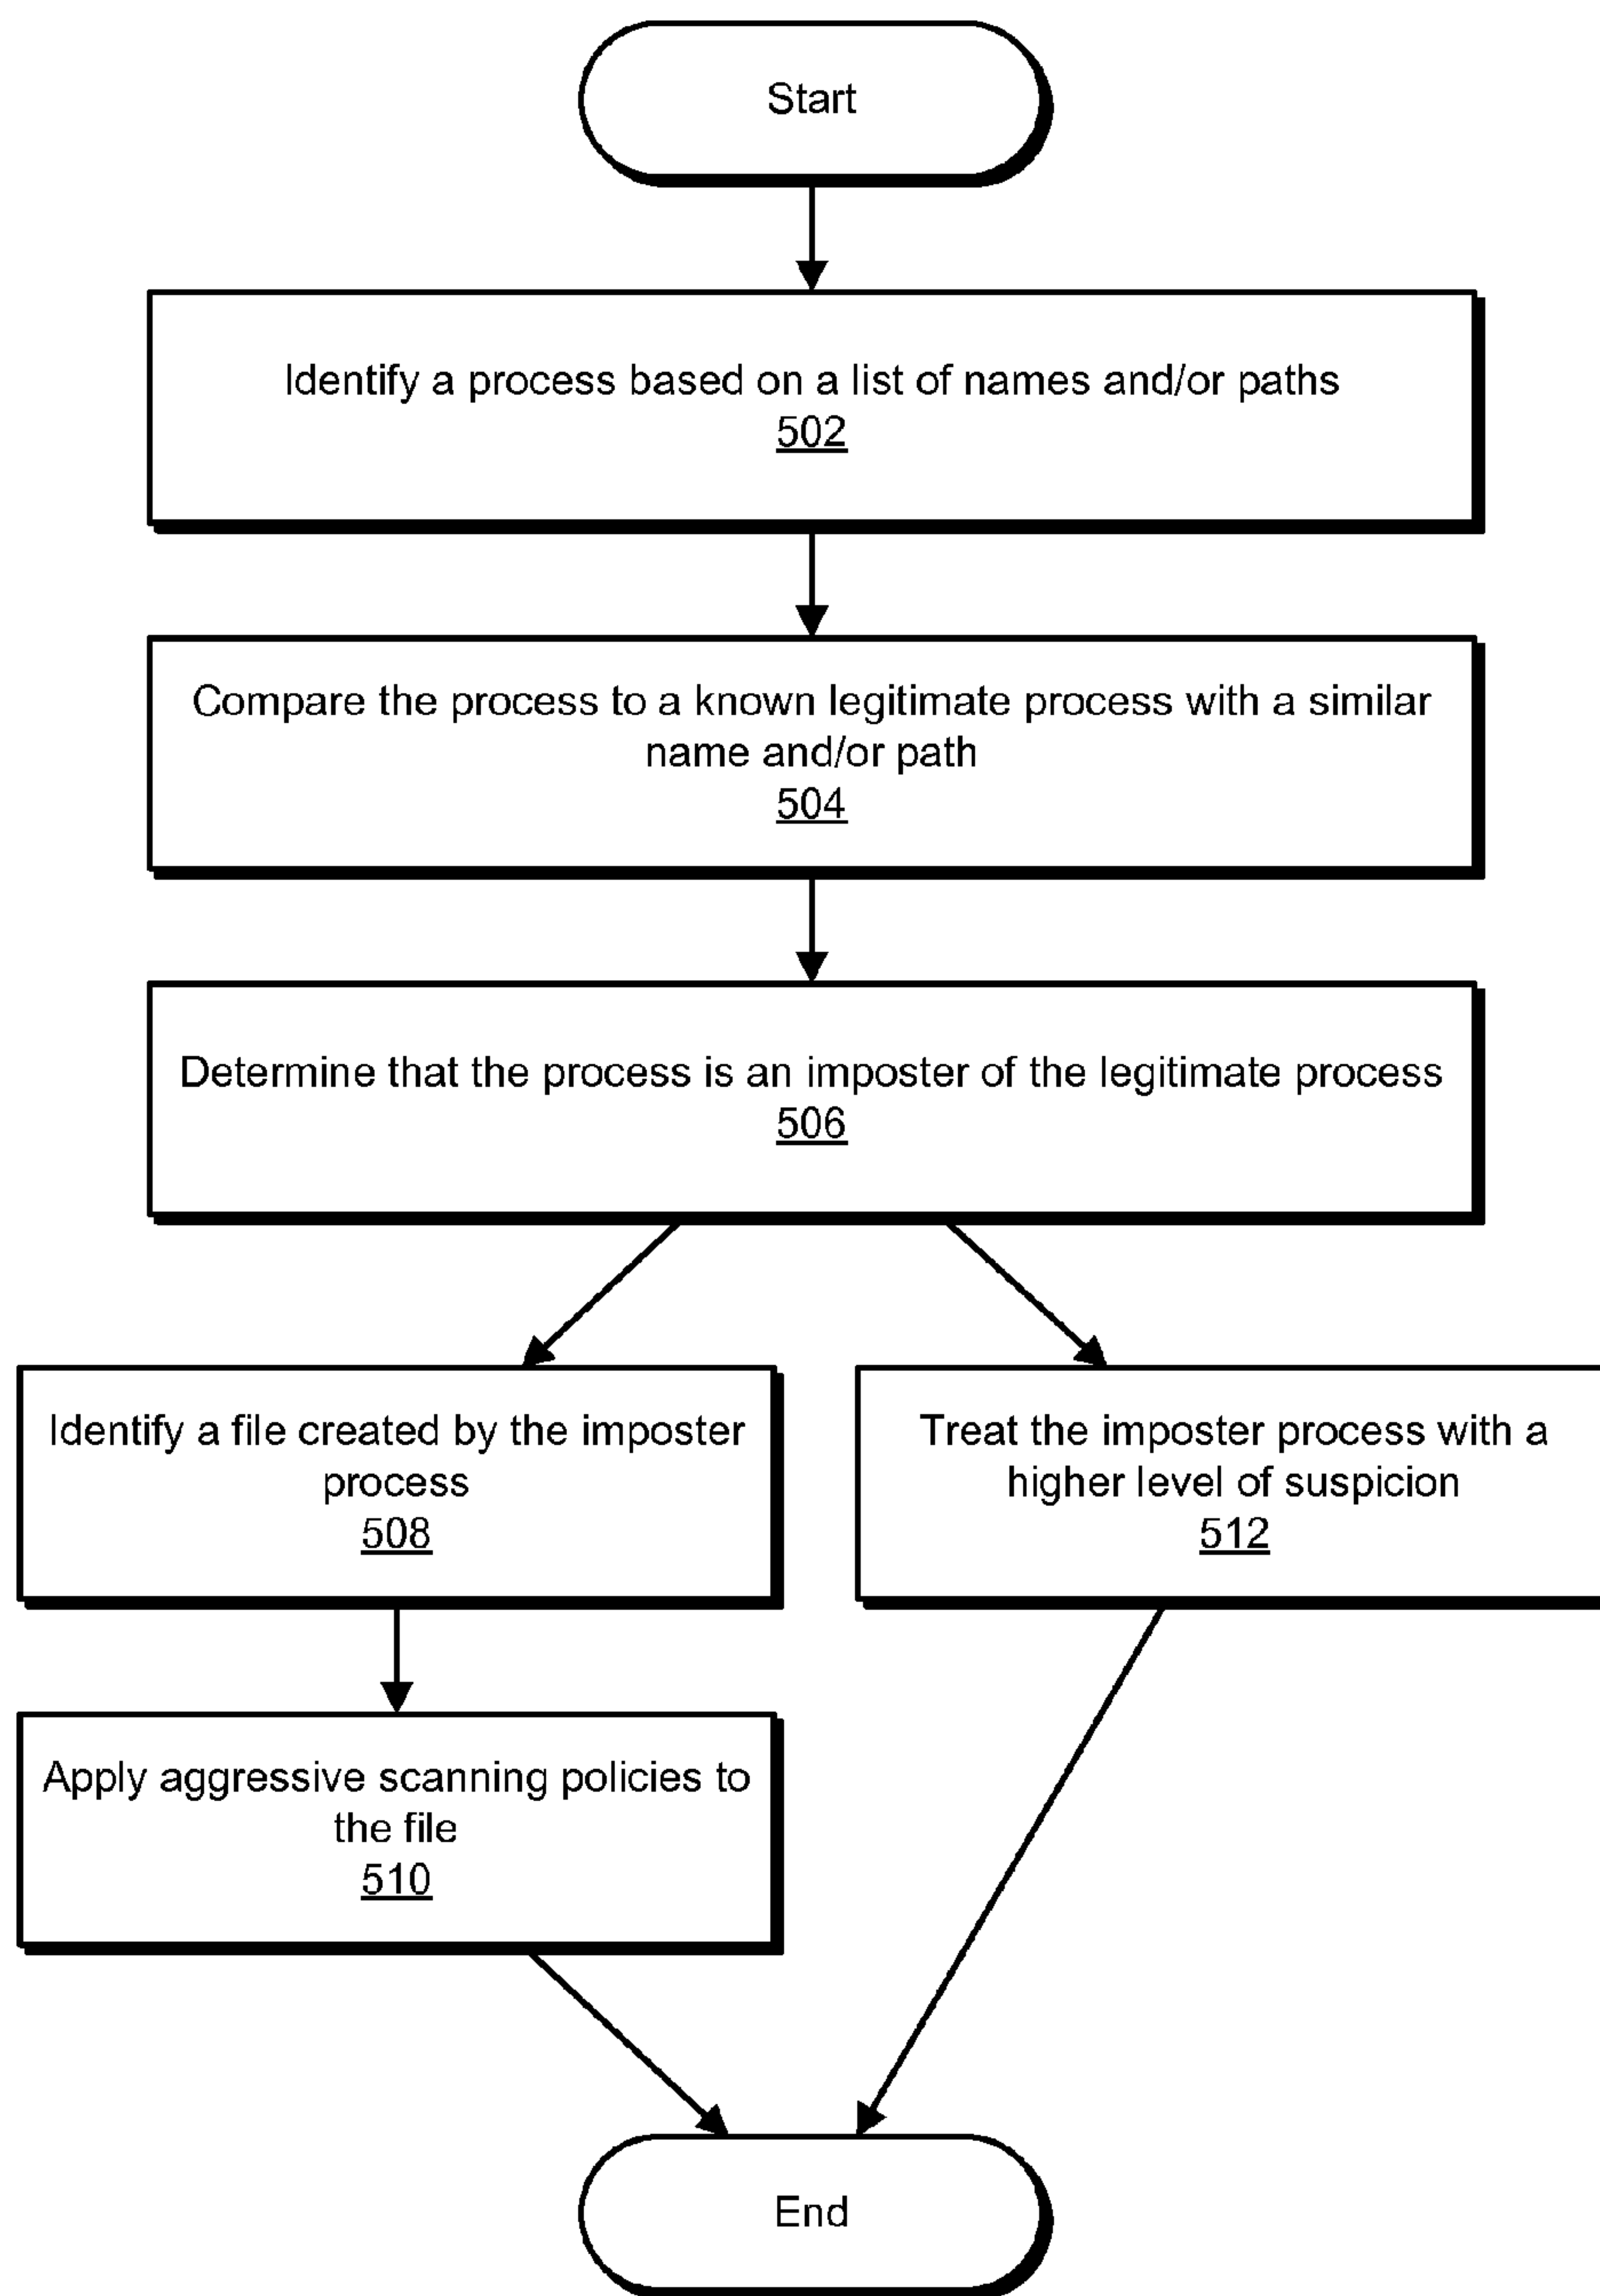 Start
Identify a process based on a list of names and/or paths
502
Compare the process to a known legitimate process with a similar
name and/or path
504
Determine that the process is an imposter of the legitimate process
506
Identify a file created by the imposter
process
508
Treat the imposter process with a
higher level of suspicion
512
Apply aggressive scanning policies to
the file
510
End